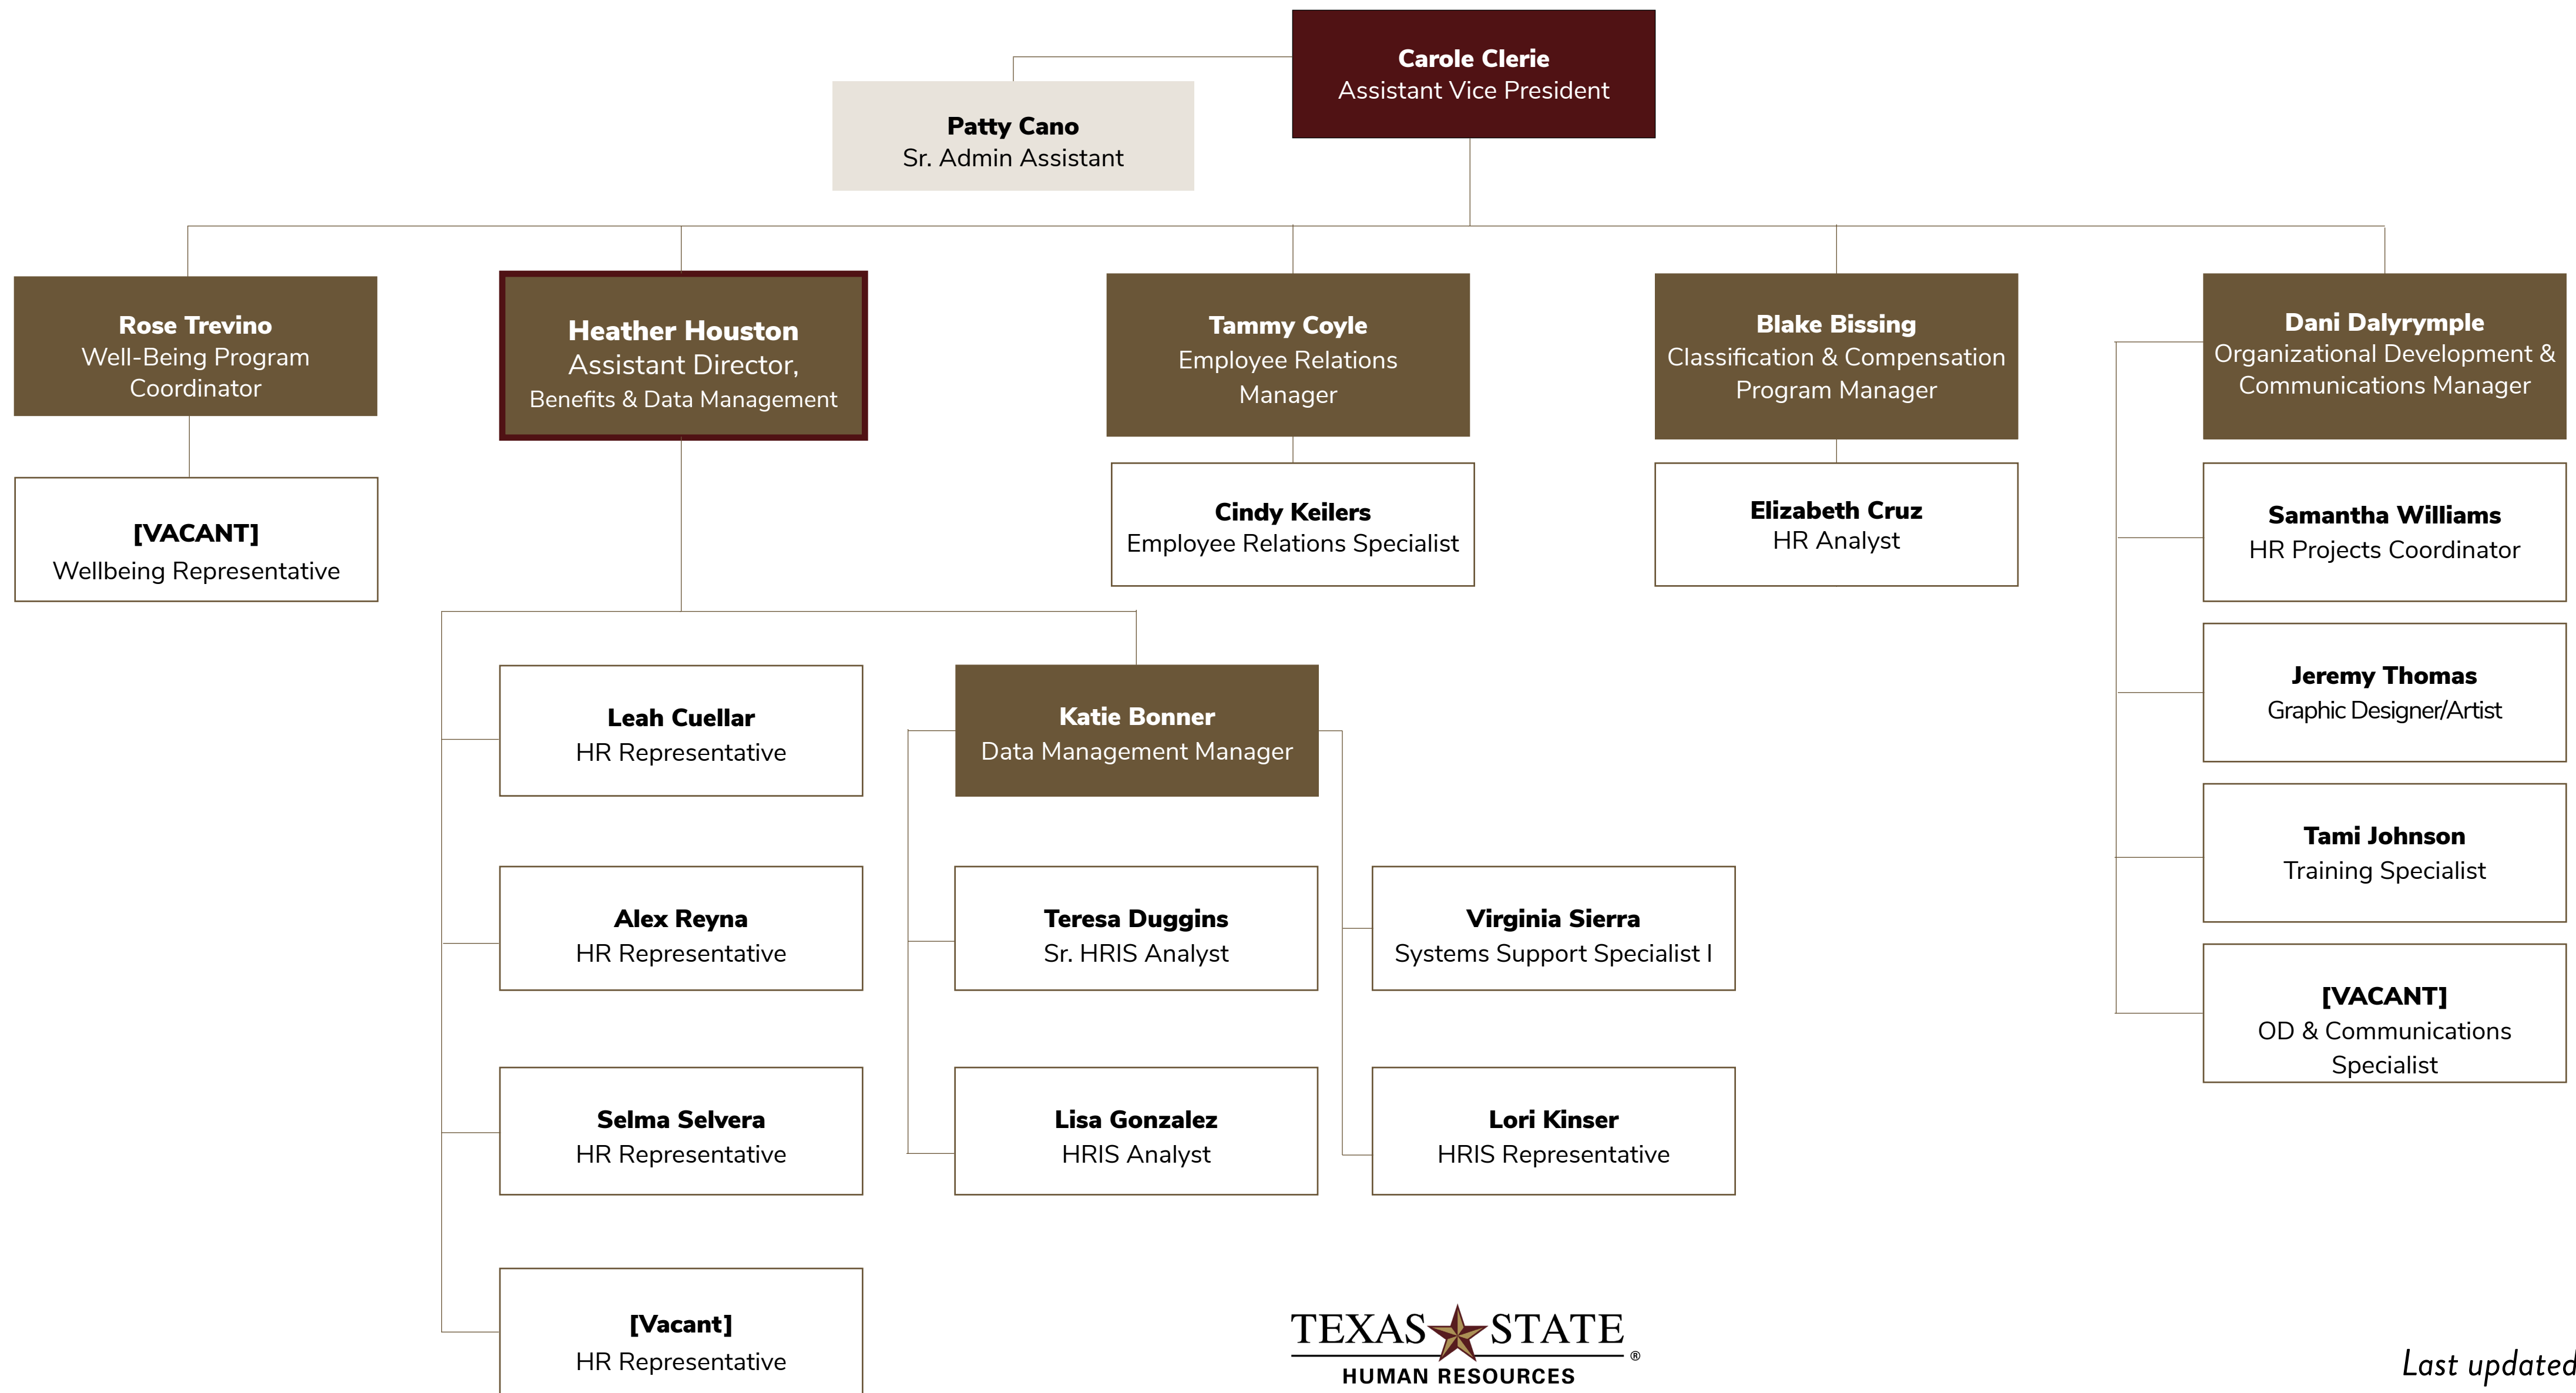 Carole Clerie
Assistant Vice President
Patty Cano
Sr. Admin Assistant
Rose Trevino
Well-Being Program
Coordinator
Heather Houston
Assistant Director,
Benefits & Data Management
Tammy Coyle
Employee Relations
Manager
Blake Bissing
Classification & Compensation
Program Manager
Dani Dalyrymple
Organizational Development &
Communications Manager
[VACANT]
Wellbeing Representative
Cindy Keilers
Employee Relations Specialist
Elizabeth Cruz
HR Analyst
Samantha Williams
HR Projects Coordinator
Jeremy Thomas
Graphic Designer/Artist
Tami Johnson
Training Specialist
[VACANT]
OD & Communications
Specialist
Leah Cuellar
HR Representative
Katie Bonner
Data Management Manager
Alex Reyna
HR Representative
Teresa Duggins
Sr. HRIS Analyst
Virginia Sierra
Systems Support Specialist I
Selma Selvera
HR Representative
Lisa Gonzalez
HRIS Analyst
Lori Kinser
HRIS Representative
[Vacant]
HR Representative
TEXAS STATE
®
HUMAN RESOURCES
Last updated